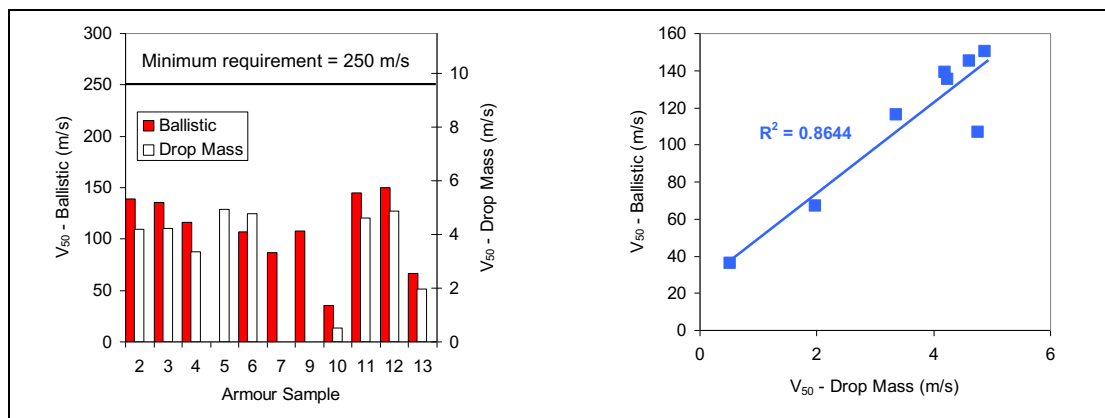 300
250
200
150
100
50
0
V50 - Ballistic (m/s)
Minimum requirement = 250 m/s
Ballistic
Drop Mass
10
8
6
4
2
0
V50 - Drop Mass (m/s)
2 3 4 5 6 7 9 10 11 12 13
Armour Sample
160
140
120
100
80
60
40
20
0
V50 - Ballistic (m/s)
R2 = 0.8644
0 2 4 6
V50 - Drop Mass (m/s)